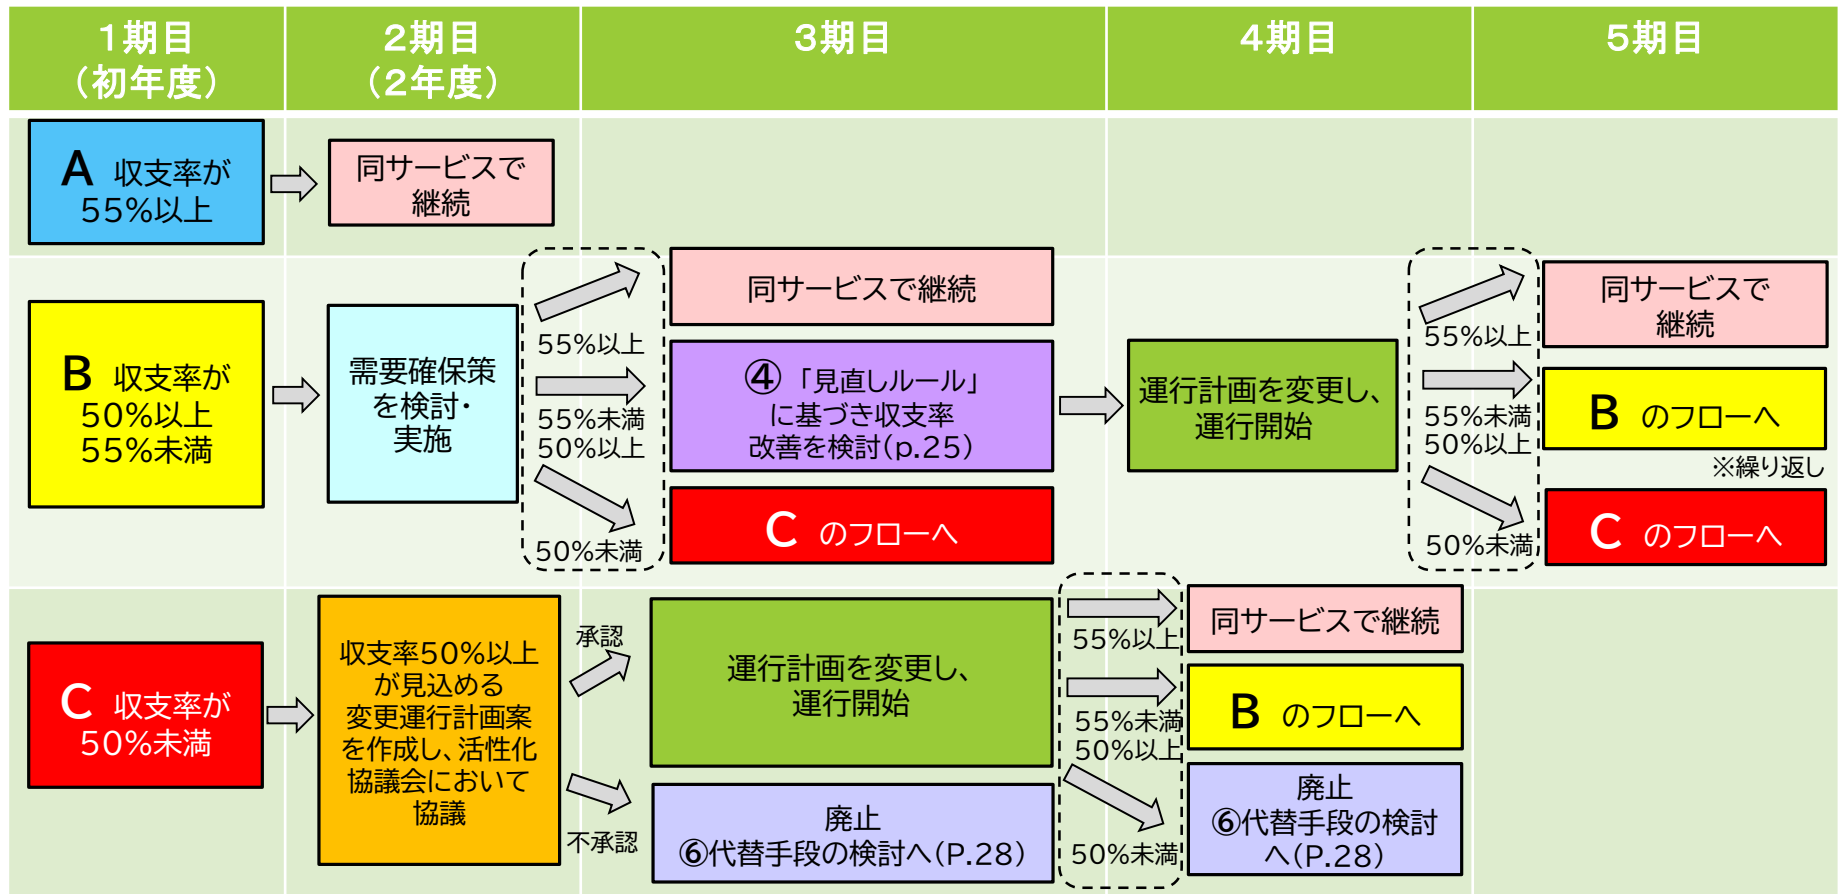 1期目
（初年度）
2期目
（2年度）
3期目
4期目
5期目
A 収支率が
55%以上
同サービスで
継続
B 収支率が
50%以上
55%未満
需要確保策
を検討・
実施
55%以上
55%未満
50%以上
50%未満
同サービスで継続
④「見直しルール」
に基づき収支率
改善を検討(p.25)
C のフローへ
運行計画を変更し、
運行開始
55%以上
55%未満
50%以上
50%未満
同サービスで
継続
B のフローへ
※繰り返し
C のフローへ
C 収支率が
50%未満
収支率50%以上
が見込める
変更運行計画案
を作成し、活性化
協議会において
協議
承認
不承認
運行計画を変更し、
運行開始
廃止
⑥代替手段の検討へ(P.28)
55%以上
55%未満
50%以上
50%未満
同サービスで継続
B のフローへ
廃止
⑥代替手段の検討
へ(P.28)